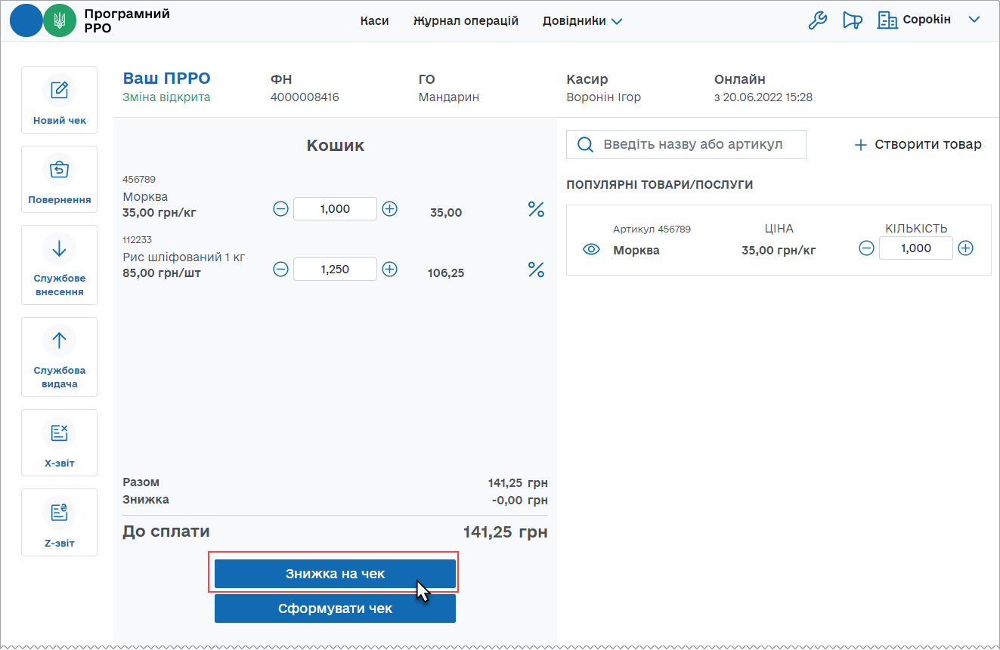 Програмний
РРО
Каси
Журнал операцій
Довідники
Сорокін
Новий чек
Повернення
Службове
внесення
Службова
видача
X-звіт
Z-звіт
Ваш ПРРО
Зміна відкрита
ФН
4000008416
ГО
Мандарин
Касир
Воронін Ігор
Онлайн
з 20.06.2022 15:28
Кошик
456789
Морква
35,00 грн/кг
1,000
35,00
112233
Рис шліфований 1 кг
85,00 грн/шт
1,250
106,25
Разом
141,25 грн
Знижка
-0,00 грн
До сплати
141,25 грн
Знижка на чек
Сформувати чек
Введіть назву або артикул
Створити товар
ПОПУЛЯРНІ ТОВАРИ/ПОСЛУГИ
Артикул 456789
Морква
ЦІНА
35,00 грн/кг
КІЛЬКІСТЬ
1,000